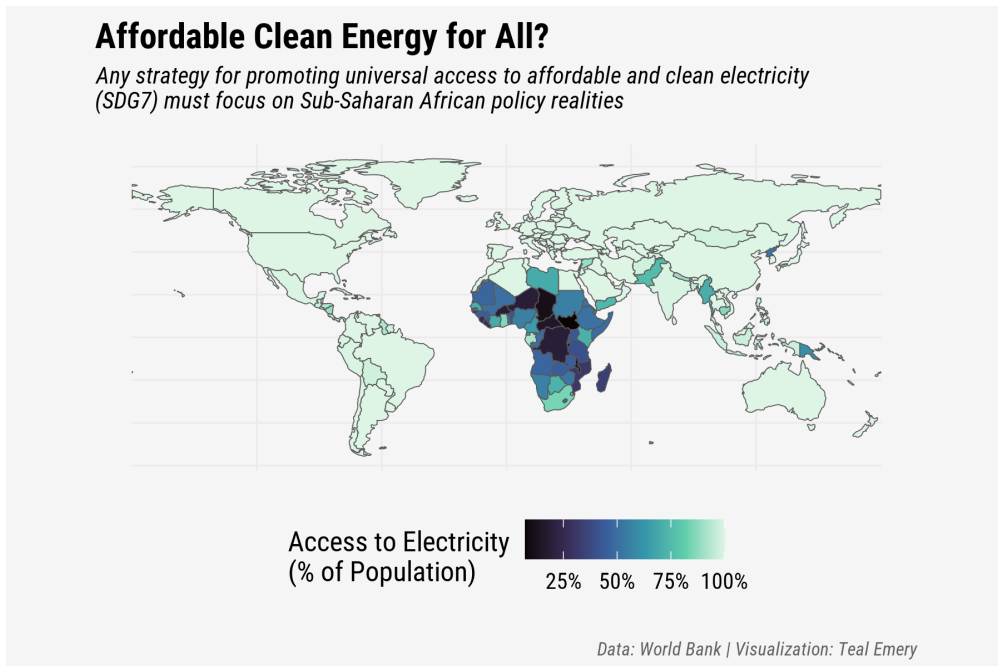 Affordable Clean Energy for All?
Any strategy for promoting universal access to affordable and clean electricity
(SDG7) must focus on Sub-Saharan African policy realities
Access to Electricity
(% of Population)
25% 50% 75% 100%
Data: World Bank | Visualization: Teal Emery